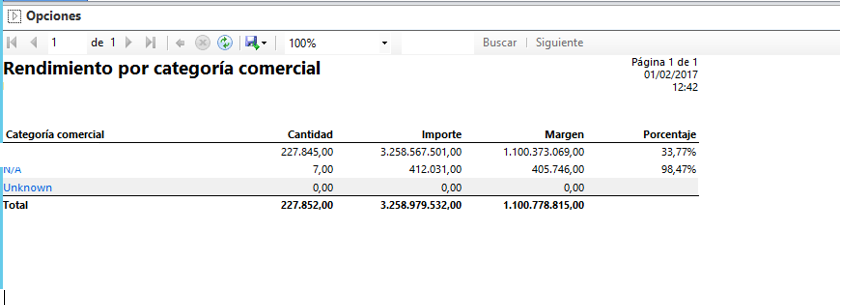 Opciones
1 de 1 100% Buscar Siguiente
Rendimiento por categoría comercial
Página 1 de 1
01/02/2017
12:42
Categoría comercial Cantidad Importe Margen Porcentaje
227.845,00 3.258.567.501,00 1.100.373.069,00 33,77%
N/A 7,00 412.031,00 405.746,00 98,47%
Unknown 0,00 0,00 0,00
Total 227.852,00 3.258.979.532,00 1.100.778.815,00